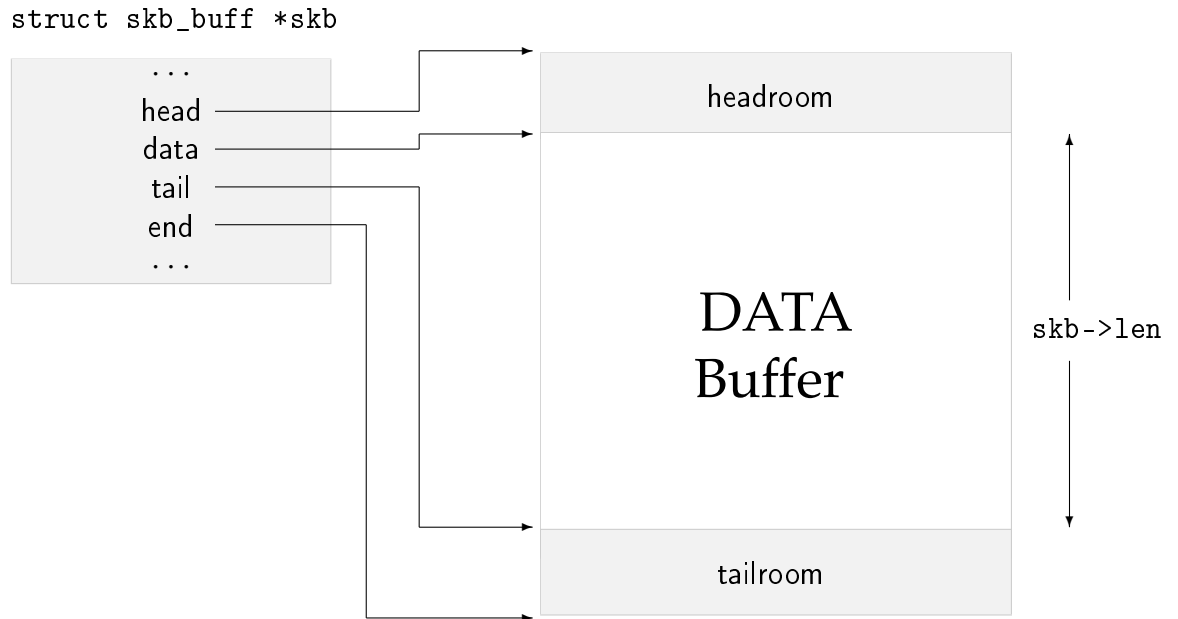 struct skb_buff *skb
...
head
data
tail
end
...
headroom
DATA
Buffer
skb->len
tailroom